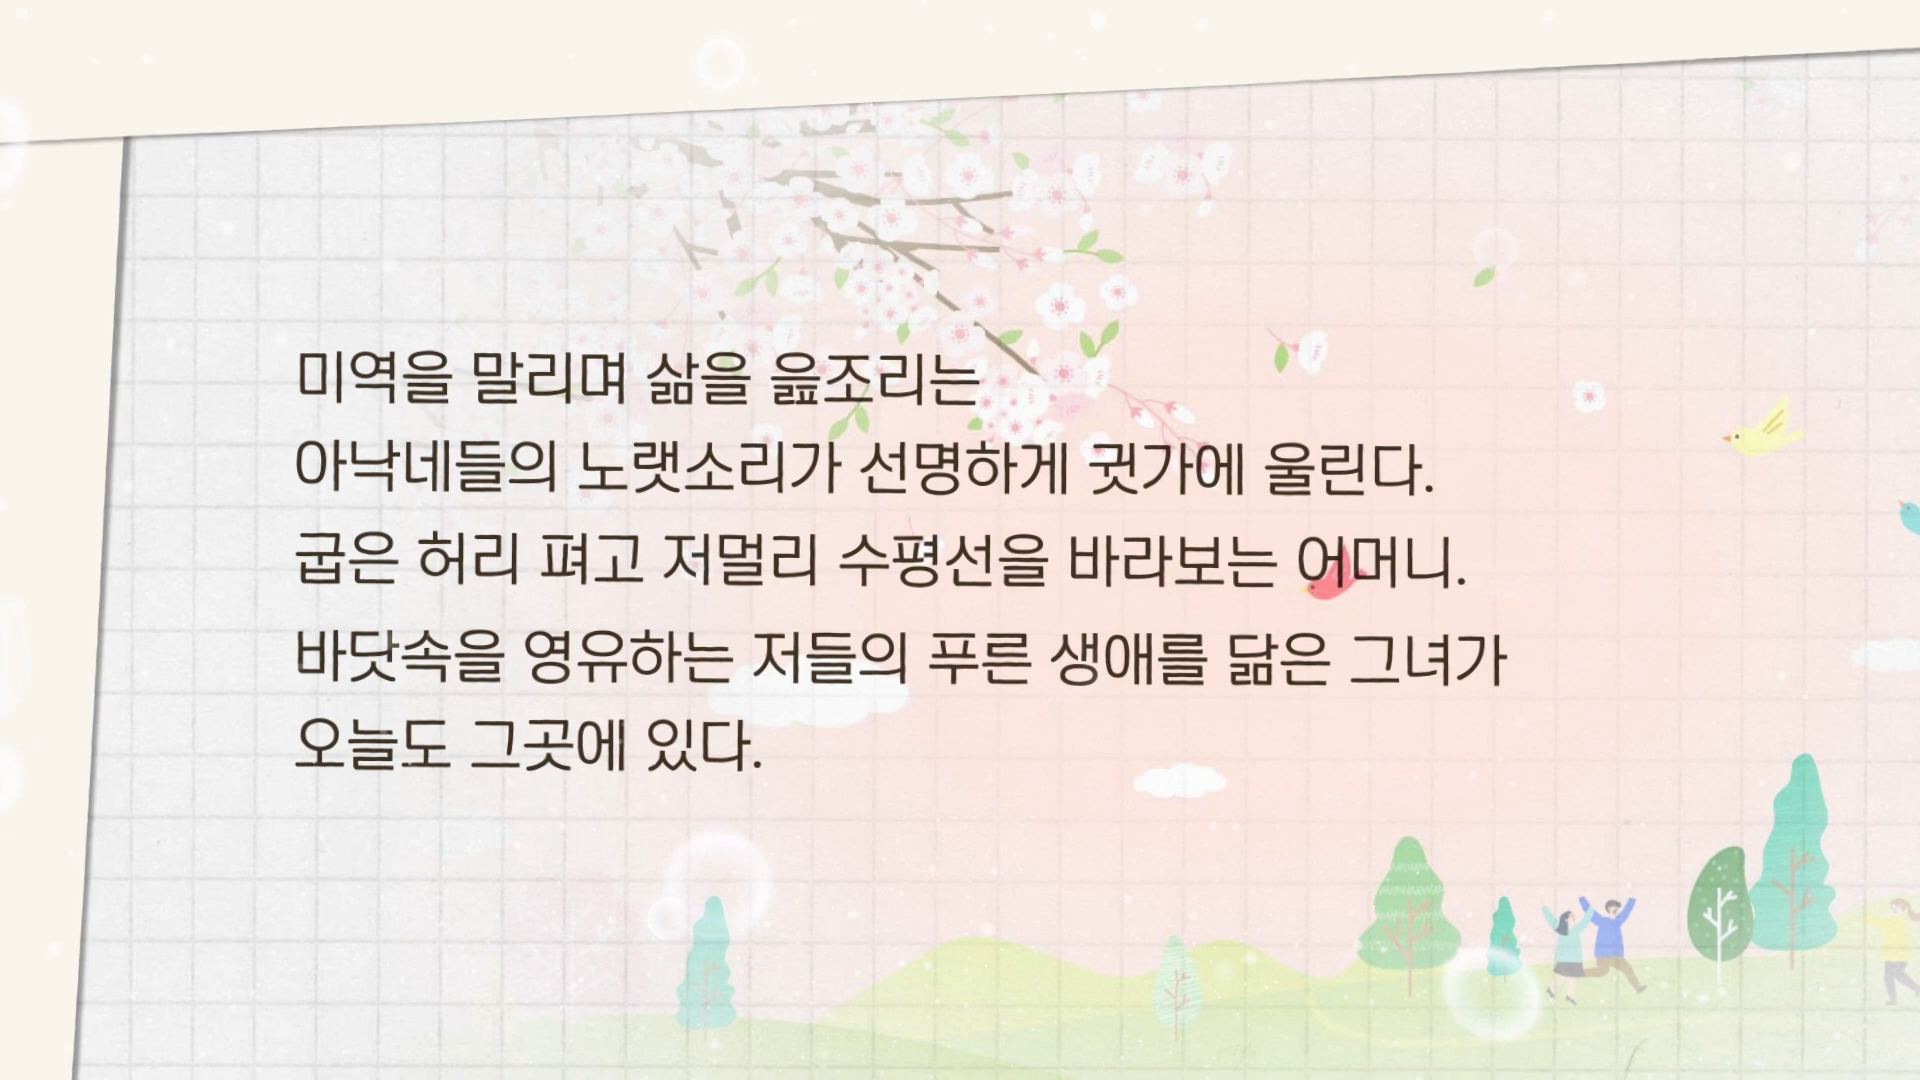 미역을 말리며 삶을 읊조리는
아낙네들의 노랫소리가 선명하게 귓가에 울린다.
굽은 허리 펴고 저멀리 수평선을 바라보는 어머니.
바닷속을 영유하는 저들의 푸른 생애를 닮은 그녀가
오늘도 그곳에 있다.